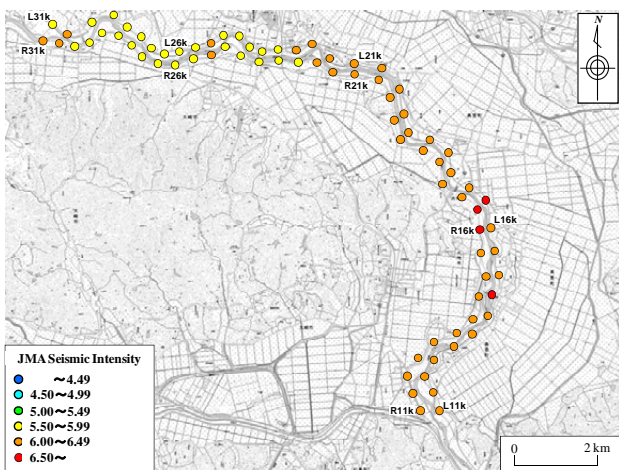 L31k
R31k
L26k
R26k
L21k
R21k
N
L16k
R16k
R11k
L11k
JMA Seismic Intensity
～4.49
4.50～4.99
5.00～5.49
5.50～5.99
6.00～6.49
6.50～
0 2 km